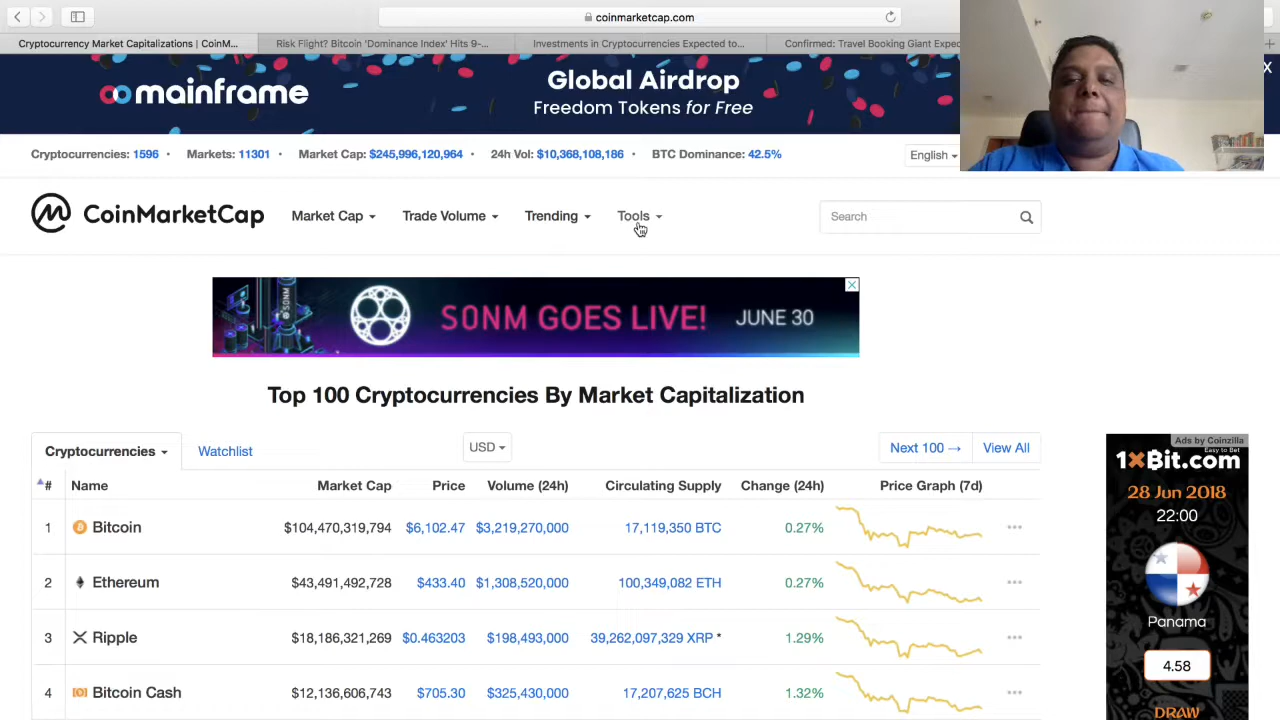 coinmarketcap.com
Cryptocurrency Market Capitalizations | CoinM...
Risk Flight? Bitcoin 'Dominance Index' Hits 9-...
Investments in Cryptocurrencies Expected to...
Confirmed: Travel Booking Giant Expec
mainframe
Global Airdrop
Freedom Tokens for Free
X
Cryptocurrencies: 1596 • Markets: 11301 • Market Cap: $245,996,120,964 • 24h Vol: $10,368,108,186 • BTC Dominance: 42.5%
English
CoinMarketCap
Market Cap
Trade Volume
Trending
Tools
Search
SONM
SONM GOES LIVE! JUNE 30
Top 100 Cryptocurrencies By Market Capitalization
Cryptocurrencies
Watchlist
USD
Next 100 →
View All
# Name Market Cap Price Volume (24h) Circulating Supply Change (24h) Price Graph (7d)
1 Bitcoin $104,470,319,794 $6,102.47 $3,219,270,000 17,119,350 BTC 0.27%
2 Ethereum $43,491,492,728 $433.40 $1,308,520,000 100,349,082 ETH 0.27%
3 Ripple $18,186,321,269 $0.463203 $198,493,000 39,262,097,329 XRP * 1.29%
4 Bitcoin Cash $12,136,606,743 $705.30 $325,430,000 17,207,625 BCH 1.32%
Ads by Coinzilla
Easy to Bet
1XBit.com
28 Jun 2018
22:00
Panama
4.58
DRAW